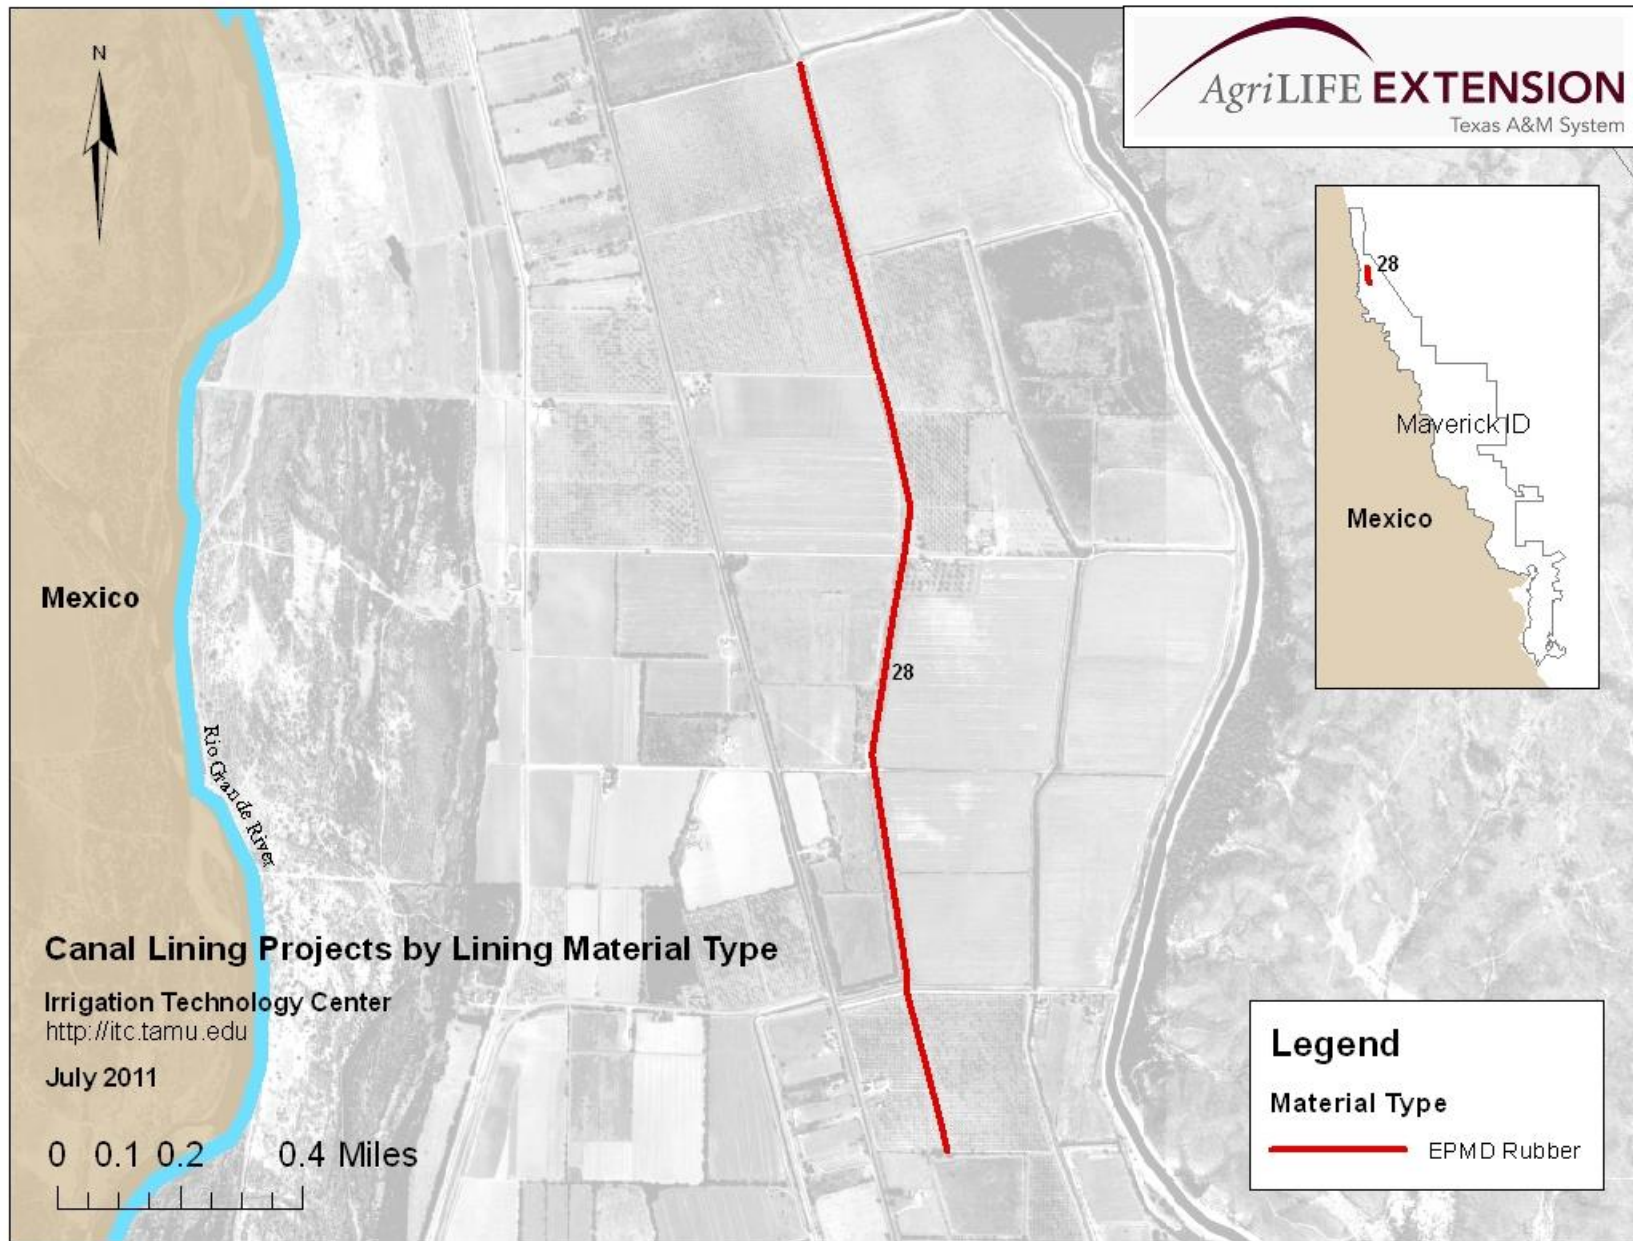 N
AgriLIFE EXTENSION
Texas A&M System
28
Maverick ID
Mexico
Mexico
28
Rio Grande River
Canal Lining Projects by Lining Material Type
Irrigation Technology Center
http://itc.tamu.edu
July 2011
0 0.1 0.2 0.4 Miles
Legend
Material Type
EPMD Rubber